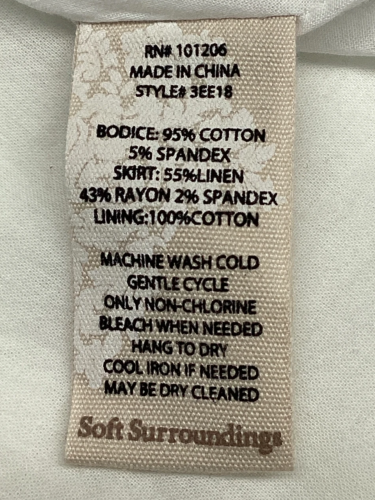 RN# 101206
MADE IN CHINA
STYLE# 3EE18
BODICE: 95% COTTON
5% SPANDEX
SKIRT: 55%LINEN
43% RAYON 2% SPANDEX
LINING:100%COTTON
MACHINE WASH COLD
GENTLE CYCLE
ONLY NON-CHLORINE
BLEACH WHEN NEEDED
HANG TO DRY
COOL IRON IF NEEDED
MAY BE DRY CLEANED
Soft Surroundings